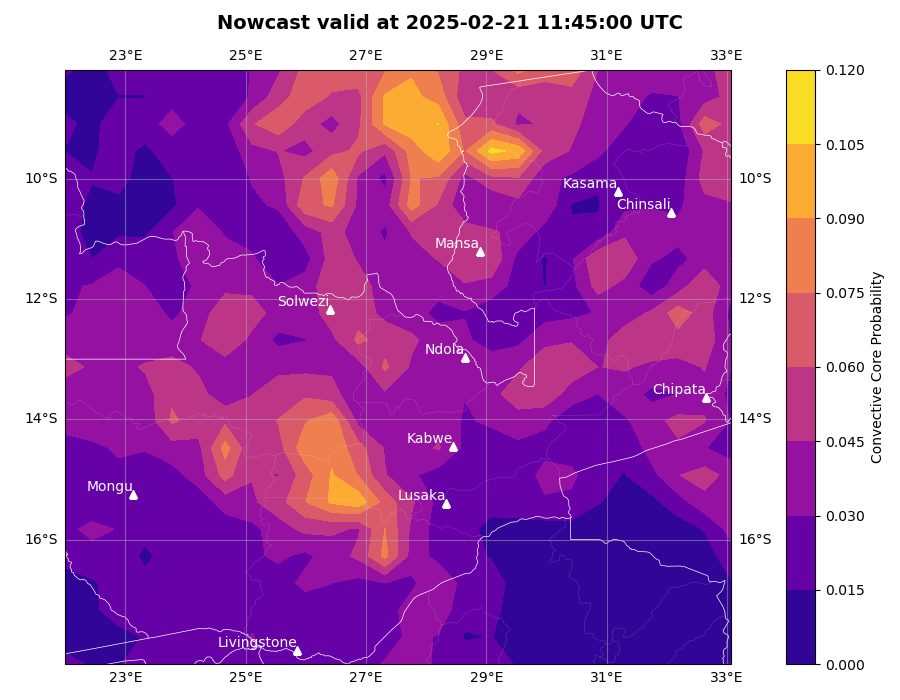 Nowcast valid at 2025-02-21 11:45:00 UTC
23°E 25°E 27°E 29°E 31°E 33°E
0.120
0.105
10°S Kasama 10°S
Chinsali
0.090
Mansa
0.075
12°S Solwezi 12°S
0.060
Ndola
Chipata
14°S 14°S
Kabwe
0.045
Mongu
Lusaka
0.030
16°S 16°S
0.015
Livingstone
0.000
23°E 25°E 27°E 29°E 31°E 33°E
Convective Core Probability